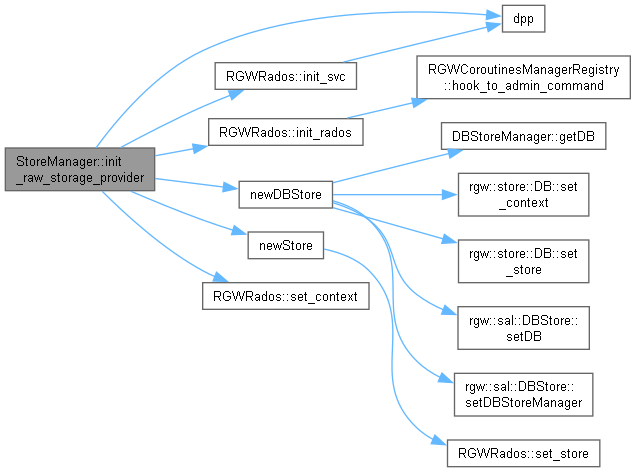 dpp
RGWRados::init_svc
RGWCoroutinesManagerRegistry
::hook_to_admin_command
RGWRados::init_rados
DBStoreManager::getDB
StoreManager::init
_raw_storage_provider
newDBStore
rgw::store::DB::set
_context
newStore
rgw::store::DB::set
_store
RGWRados::set_context
rgw::sal::DBStore::
setDB
rgw::sal::DBStore::
setDBStoreManager
RGWRados::set_store